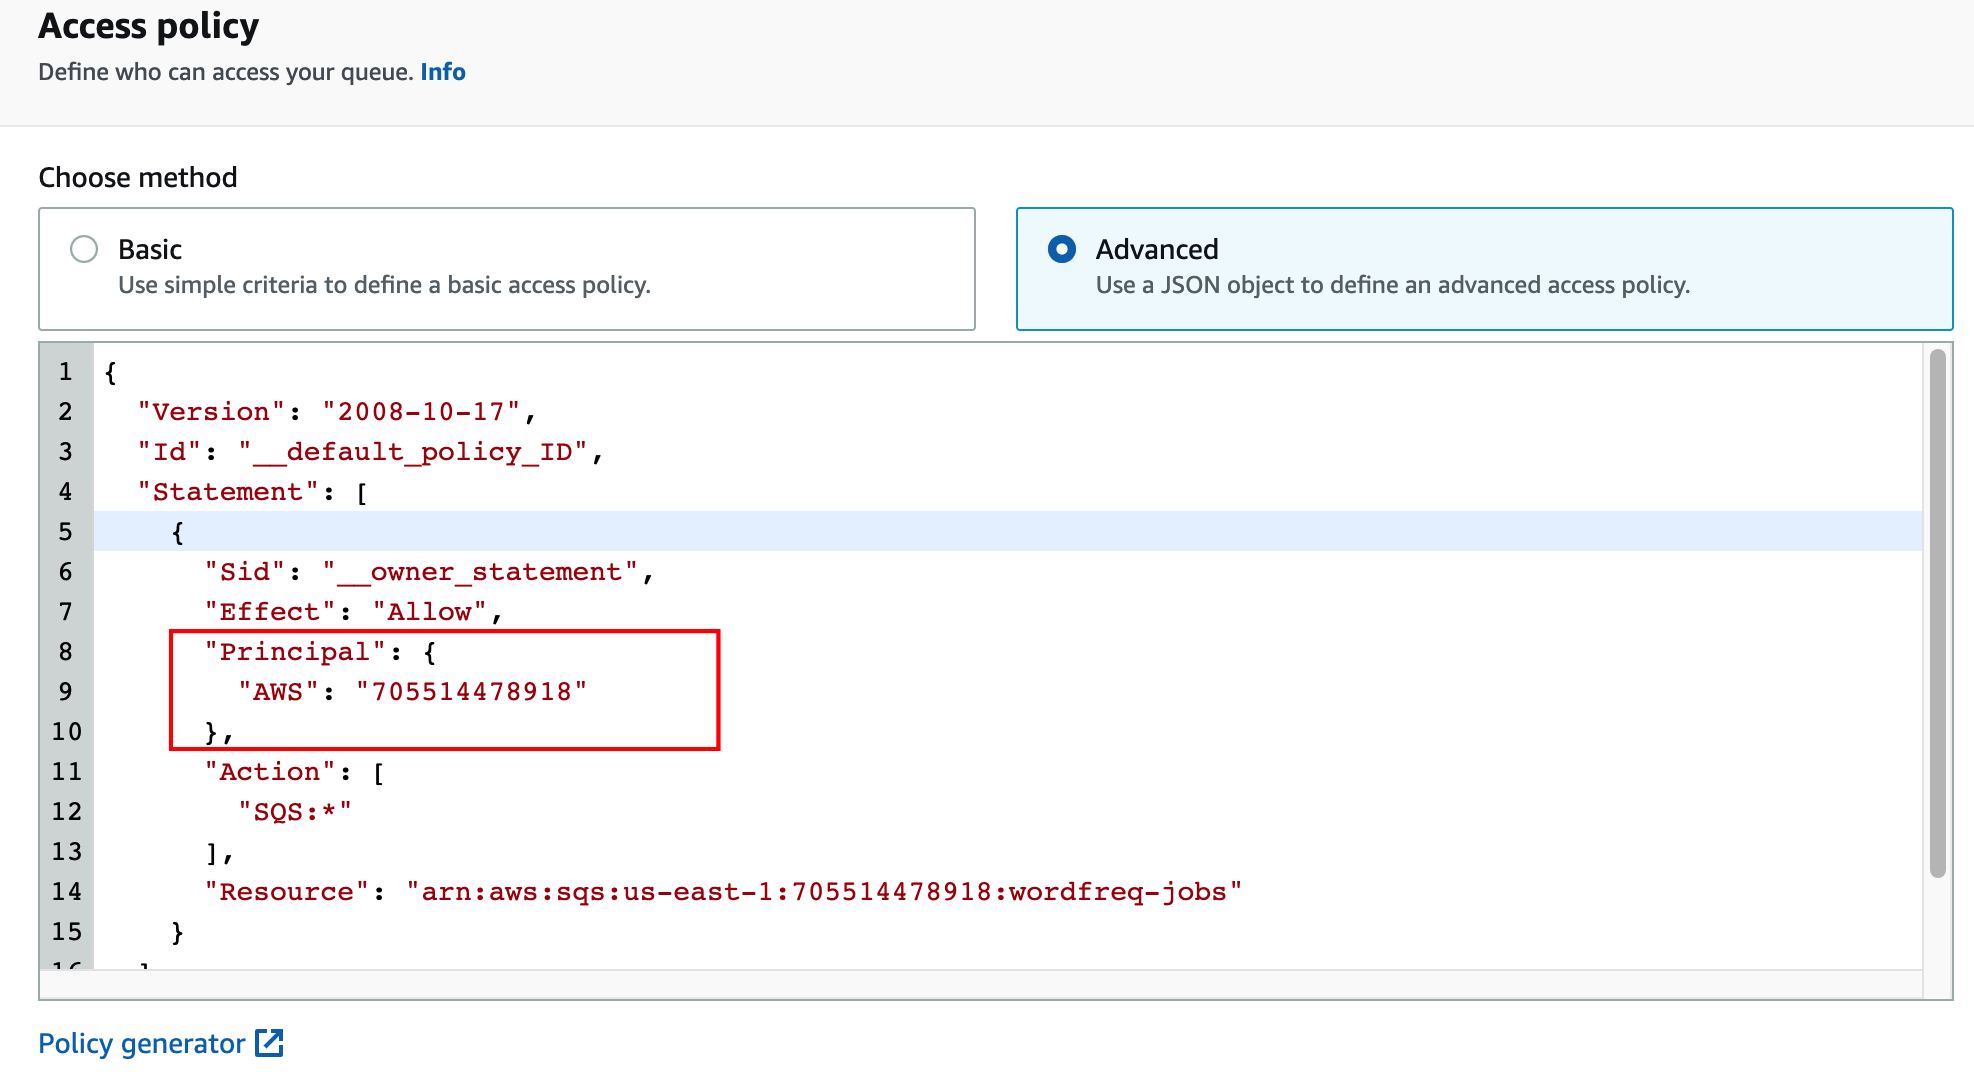 Access policy
Define who can access your queue. Info
Choose method
Basic
Use simple criteria to define a basic access policy.
Advanced
Use a JSON object to define an advanced access policy.
1 {
2 "Version": "2008-10-17",
3 "Id": "__default_policy_ID",
4 "Statement": [
5 {
6 "Sid": "__owner_statement",
7 "Effect": "Allow",
8 "Principal": {
9 "AWS": "705514478918"
10 },
11 "Action": [
12 "SQS:*"
13 ],
14 "Resource": "arn:aws:sqs:us-east-1:705514478918:wordfreq-jobs"
15 }
Policy generator